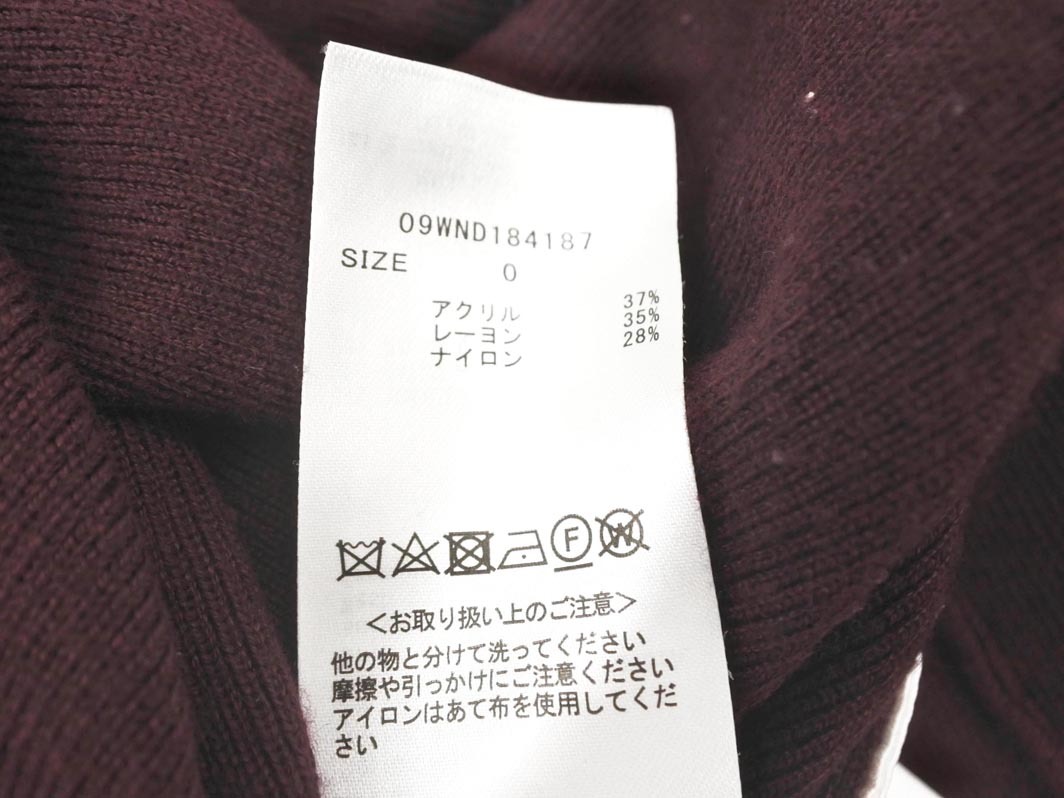 09WND184187
SIZE 0
アクリル 37%
レーヨン 35%
ナイロン 28%
F W
<お取り扱い上のご注意>
他の物と分けて洗ってください
摩擦や引っかけにご注意ください
アイロンはあて布を使用してくだ
さい